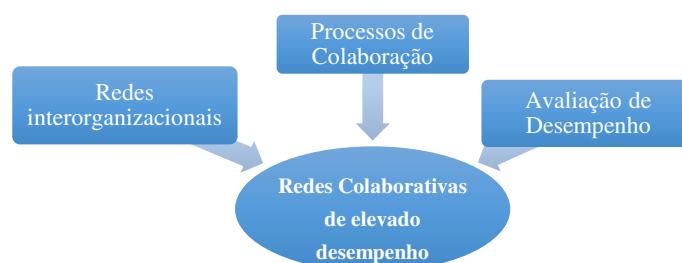 Processos de
Colaboração
Redes
interorganizacionais
Avaliação de
Desempenho
Redes Colaborativas
de elevado
desempenho